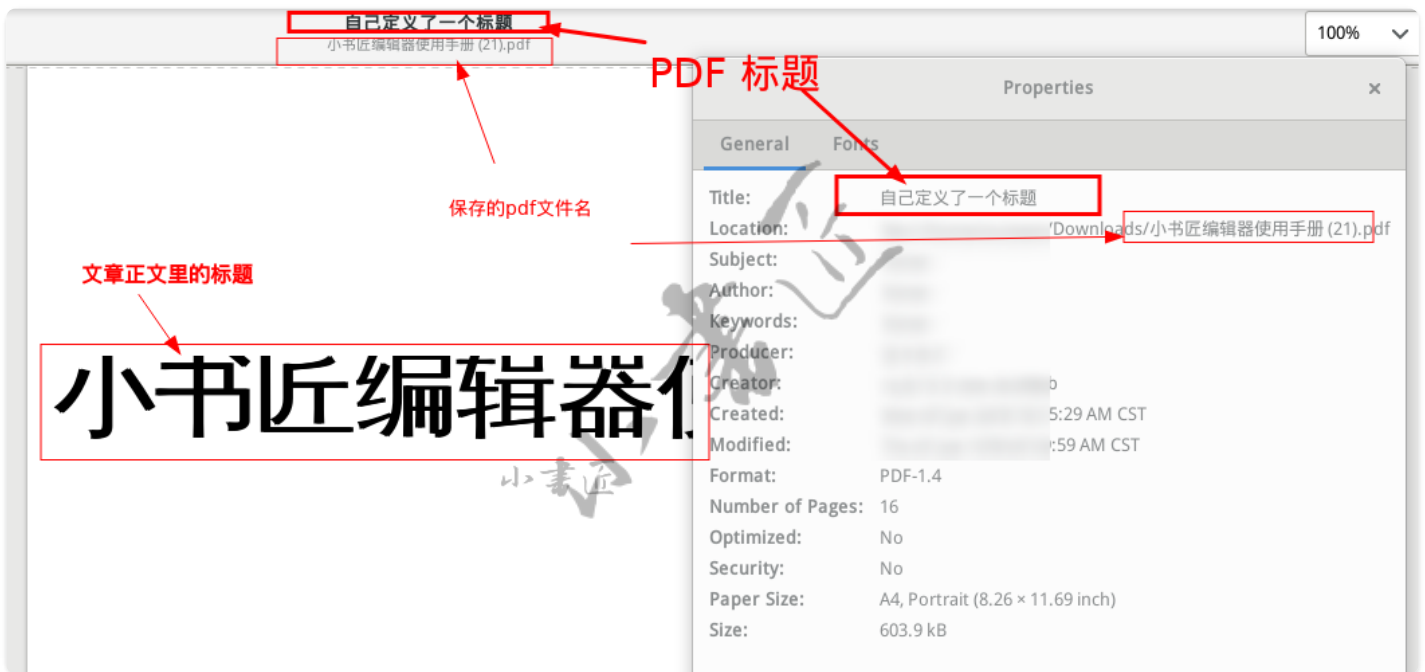 自己定义了一个标题
小书匠编辑器使用手册 (21).pdf
100%
PDF 标题
Properties
General
Fonts
保存的pdf文件名
文章正文里的标题
小书匠编辑器
小書匠
小書匠
Title: 自己定义了一个标题
Location: /Downloads/小书匠编辑器使用手册 (21).pdf
Subject:
Author:
Keywords:
Producer:
Creator: b
Created: 5:29 AM CST
Modified: :59 AM CST
Format: PDF-1.4
Number of Pages: 16
Optimized: No
Security: No
Paper Size: A4, Portrait (8.26 × 11.69 inch)
Size: 603.9 kB